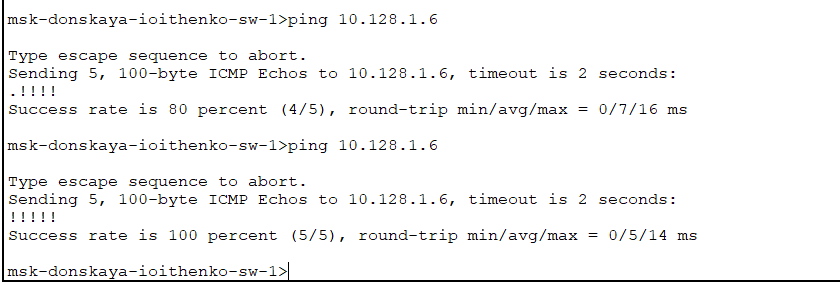 msk-donskaya-ioithenko-sw-1>ping 10.128.1.6
Type escape sequence to abort.
Sending 5, 100-byte ICMP Echos to 10.128.1.6, timeout is 2 seconds:
.!!!!
Success rate is 80 percent (4/5), round-trip min/avg/max = 0/7/16 ms
msk-donskaya-ioithenko-sw-1>ping 10.128.1.6
Type escape sequence to abort.
Sending 5, 100-byte ICMP Echos to 10.128.1.6, timeout is 2 seconds:
!!!!!
Success rate is 100 percent (5/5), round-trip min/avg/max = 0/5/14 ms
msk-donskaya-ioithenko-sw-1>